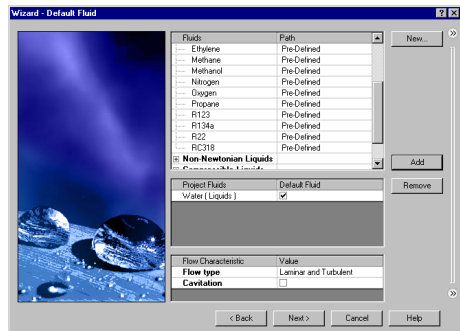 Wizard - Default Fluid
Fluids Path
Ethylene Pre-Defined
Methane Pre-Defined
Methanol Pre-Defined
Nitrogen Pre-Defined
Oxygen Pre-Defined
Propane Pre-Defined
R123 Pre-Defined
R134a Pre-Defined
R22 Pre-Defined
RC318 Pre-Defined
Non-Newtonian Liquids
Compressible Liquids
New...
Add
Project Fluids Default Fluid
Water ( Liquids )
Remove
Flow Characteristic Value
Flow type Laminar and Turbulent
Cavitation
< Back Next > Cancel Help